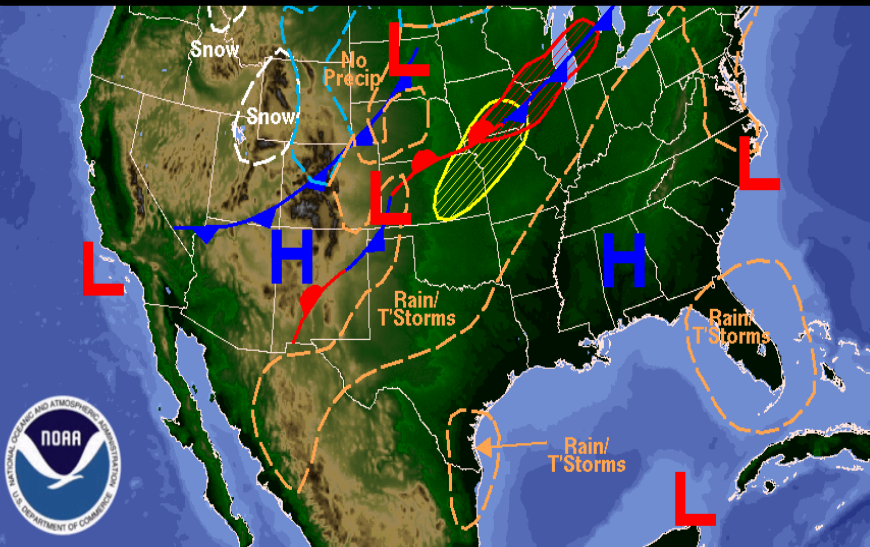 L
Snow
No
Precip
Snow
L
L
L
H
H
L
Rain/
T'Storms
Rain/
T'Storms
Rain/
T'Storms
L
NOAA
NATIONAL OCEANIC AND ATMOSPHERIC ADMINISTRATION
U.S. DEPARTMENT OF COMMERCE